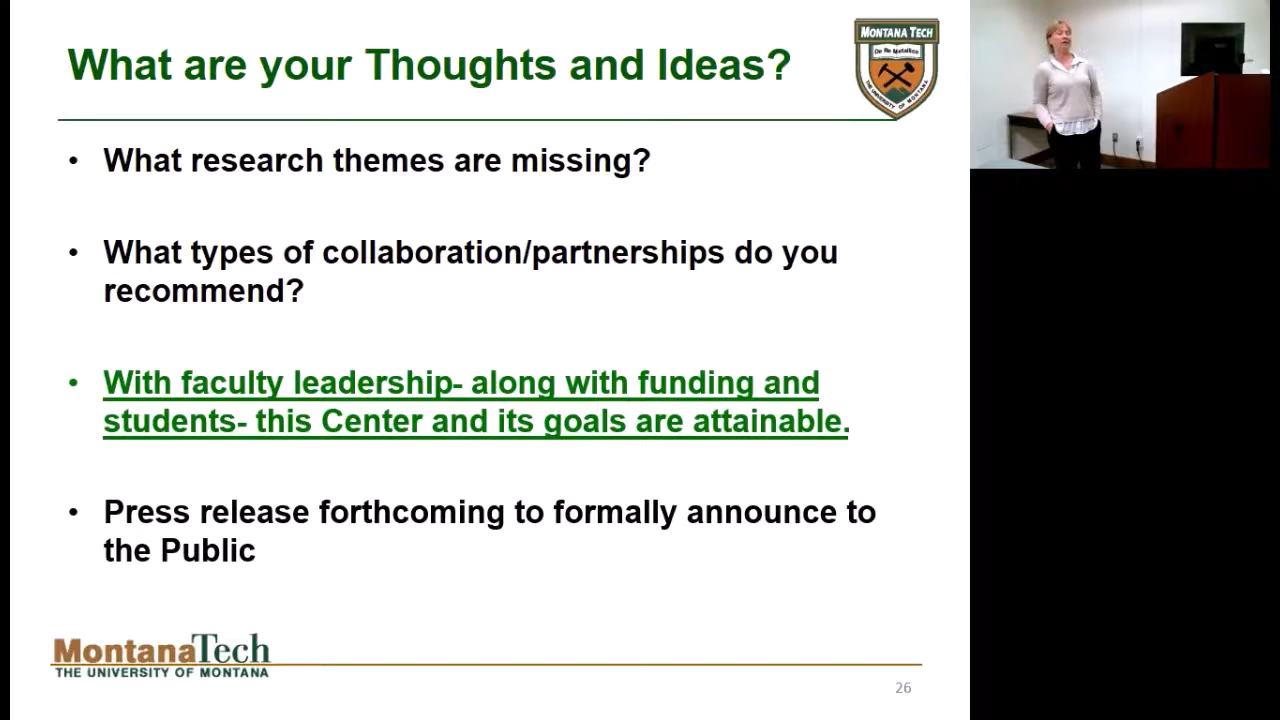 What are your Thoughts and Ideas?
MONTANA TECH
De Re Metallica
THE UNIVERSITY OF MONTANA
• What research themes are missing?
• What types of collaboration/partnerships do you
recommend?
• With faculty leadership- along with funding and
students- this Center and its goals are attainable.
• Press release forthcoming to formally announce to
the Public
MontanaTech
THE UNIVERSITY OF MONTANA
26